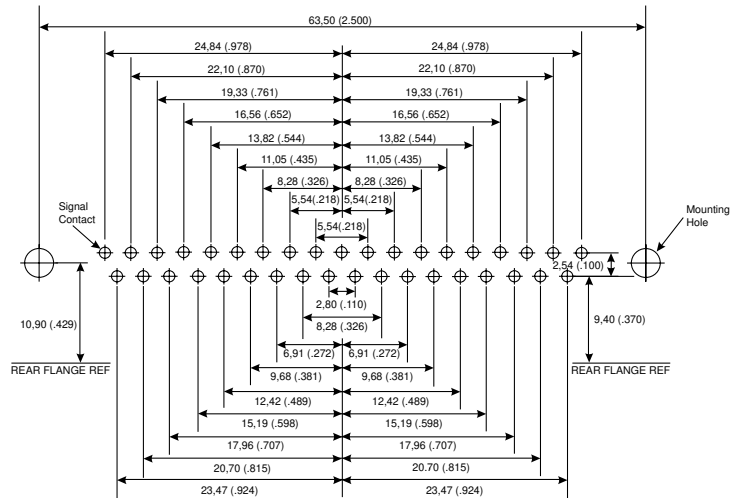 63,50 (2.500)
24,84 (.978) 24,84 (.978)
22,10 (.870) 22,10 (.870)
19,33 (.761) 19,33 (.761)
16,56 (.652) 16,56 (.652)
13,82 (.544) 13,82 (.544)
11,05 (.435) 11,05 (.435)
8,28 (.326) 8,28 (.326)
5,54(.218) 5,54(.218)
5,54(.218)
Signal
Contact
Mounting
Hole
2,54 (.100)
2,80 (.110)
10,90 (.429)
9,40 (.370)
8,28 (.326)
6,91 (.272) 6,91 (.272)
REAR FLANGE REF REAR FLANGE REF
9,68 (.381) 9,68 (.381)
12,42 (.489) 12,42 (.489)
15,19 (.598) 15,19 (.598)
17,96 (.707) 17,96 (.707)
20,70 (.815) 20.70 (.815)
23,47 (.924) 23,47 (.924)